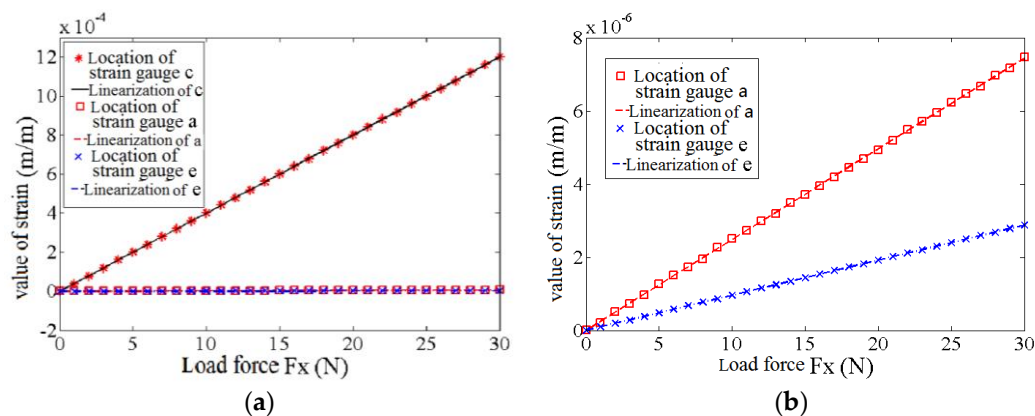 (a)
x 10-4
12
10
8
6
4
2
0
-2
value of strain (m/m)
Location of
strain gauge c
Linearization of c
Location of
strain gauge a
Linearization of a
Location of
strain gauge e
Linearization of e
0 5 10 15 20 25 30
Load force Fx (N)
(a)
(b)
x 10-6
8
6
4
2
0
value of strain (m/m)
Location of
strain gauge a
Linearization of a
Location of
strain gauge e
Linearization of e
0 5 10 15 20 25 30
Load force Fx (N)
(b)